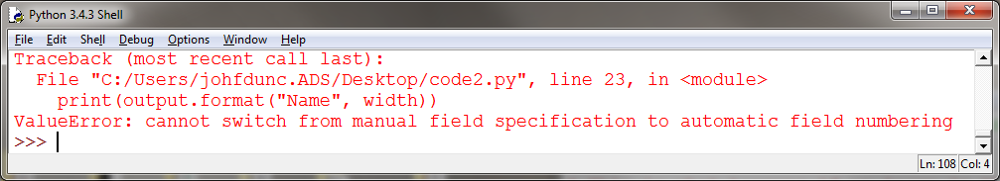 Python 3.4.3 Shell
File Edit Shell Debug Options Window Help
Traceback (most recent call last):
  File "C:/Users/johfdunc.ADS/Desktop/code2.py", line 23, in <module>
    print(output.format("Name", width))
ValueError: cannot switch from manual field specification to automatic field numbering
>>>
Ln: 108 Col: 4